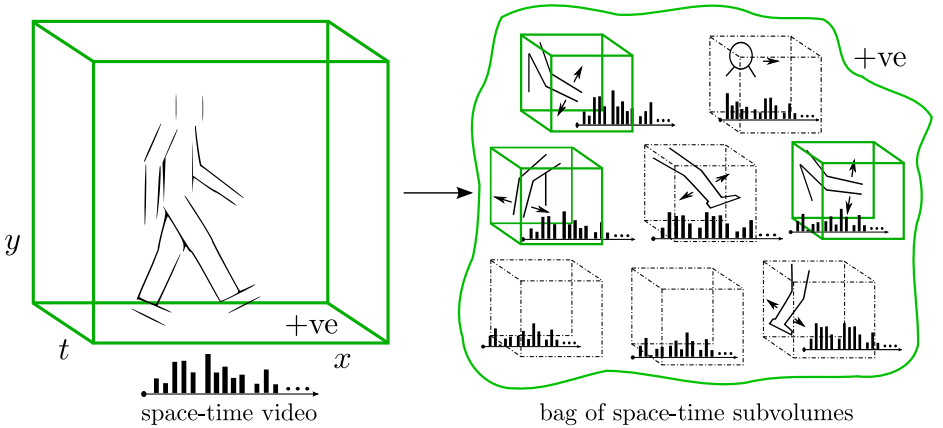 +ve
y
t
+ve
x
space-time video
bag of space-time subvolumes